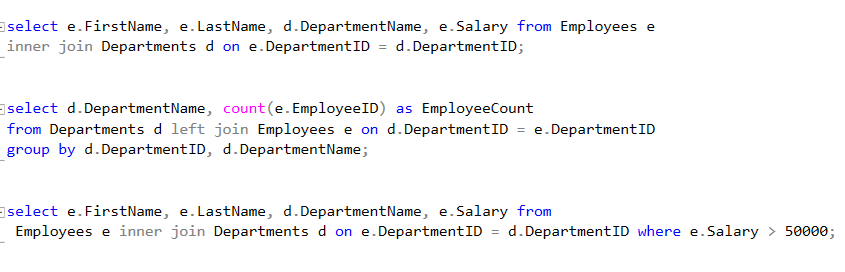 select e.FirstName, e.LastName, d.DepartmentName, e.Salary from Employees e
inner join Departments d on e.DepartmentID = d.DepartmentID;
select d.DepartmentName, count(e.EmployeeID) as EmployeeCount
from Departments d left join Employees e on d.DepartmentID = e.DepartmentID
group by d.DepartmentID, d.DepartmentName;
select e.FirstName, e.LastName, d.DepartmentName, e.Salary from
Employees e inner join Departments d on e.DepartmentID = d.DepartmentID where e.Salary > 50000;